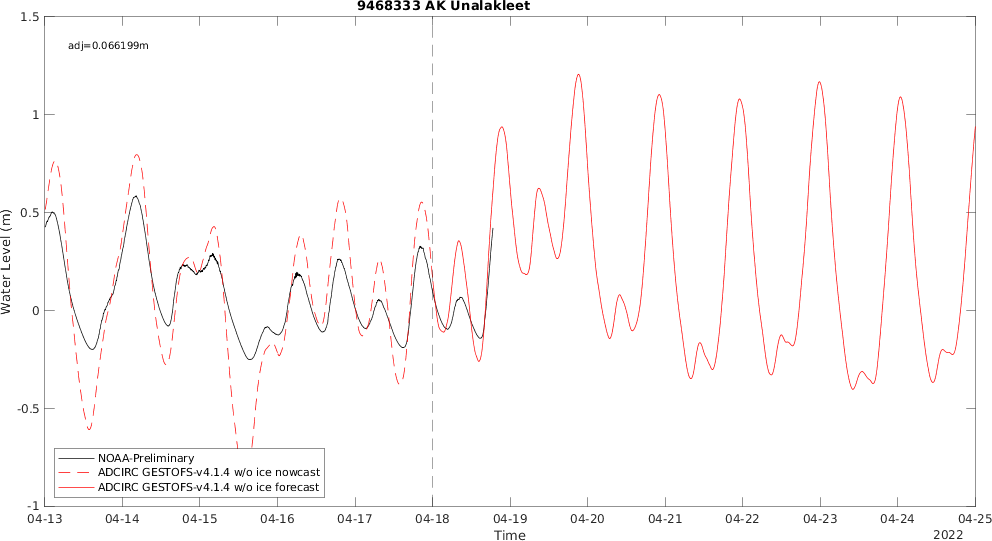 9468333 AK Unalakleet
adj=0.066199m
1.5
1
0.5
0
-0.5
-1
Water Level (m)
NOAA-Preliminary
ADCIRC GESTOFS-v4.1.4 w/o ice nowcast
ADCIRC GESTOFS-v4.1.4 w/o ice forecast
04-13 04-14 04-15 04-16 04-17 04-18 04-19 04-20 04-21 04-22 04-23 04-24 04-25
Time
2022